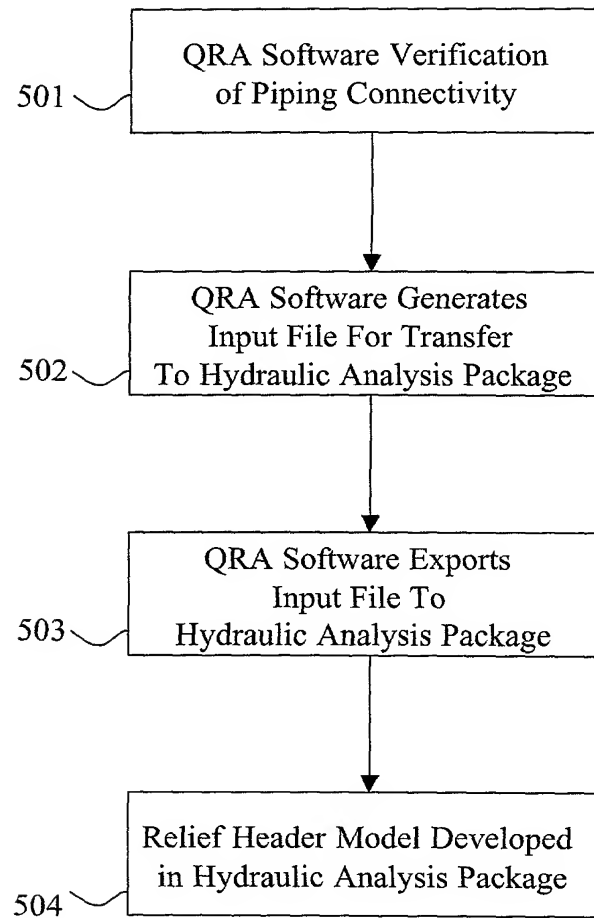 QRA Software Verification
of Piping Connectivity
501
QRA Software Generates
Input File For Transfer
To Hydraulic Analysis Package
502
QRA Software Exports
Input File To
Hydraulic Analysis Package
503
Relief Header Model Developed
in Hydraulic Analysis Package
504